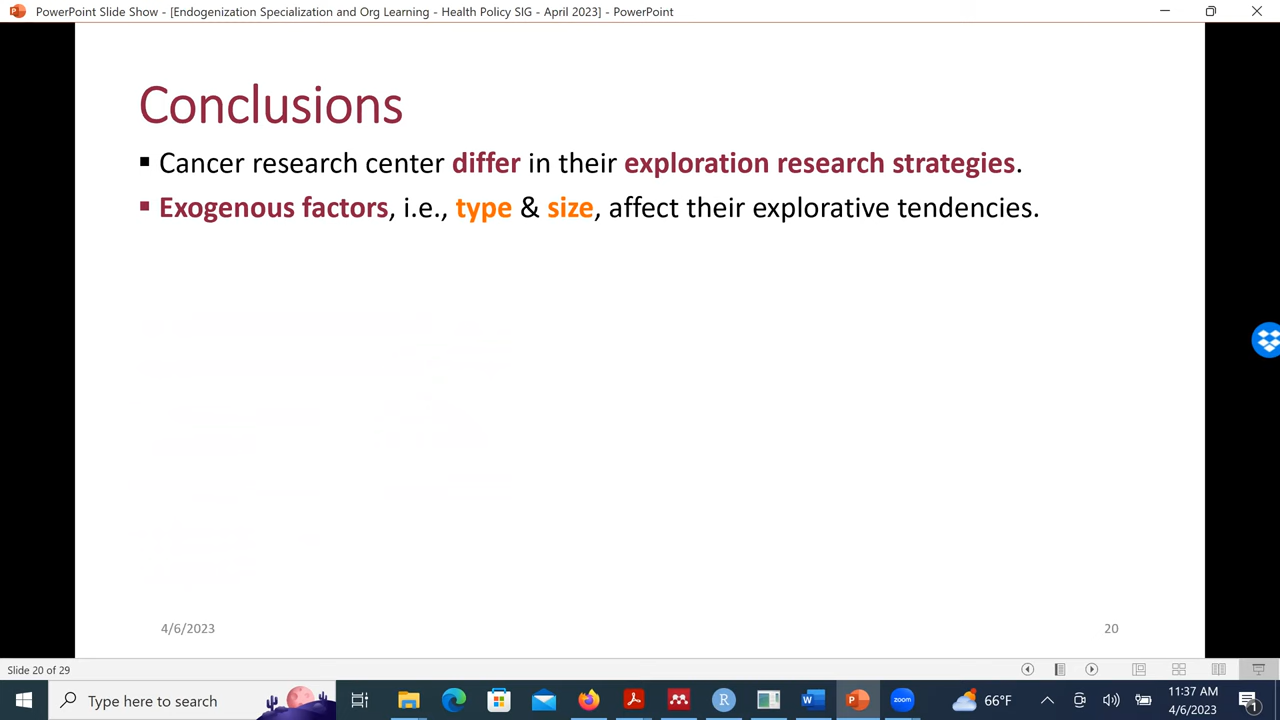 PowerPoint Slide Show - [Endogenization Specialization and Org Learning - Health Policy SIG - April 2023] - PowerPoint
Conclusions
▪ Cancer research center differ in their exploration research strategies.
▪ Exogenous factors, i.e., type & size, affect their explorative tendencies.
4/6/2023
20
Slide 20 of 29
Type here to search
66°F
11:37 AM
4/6/2023
1